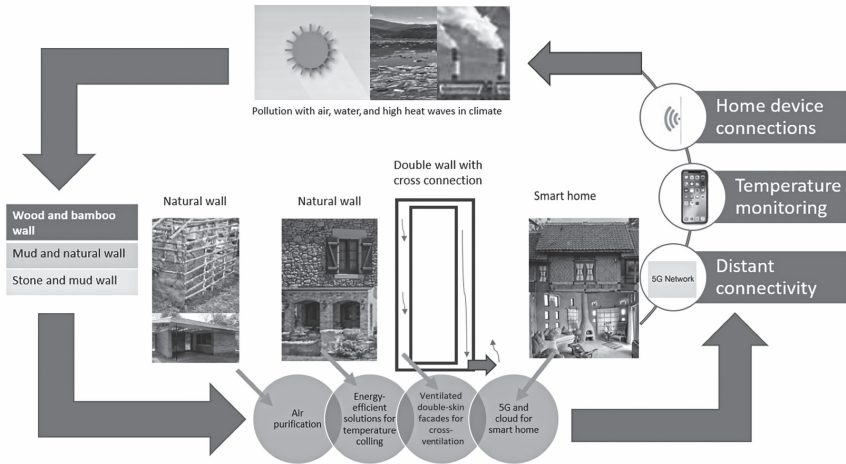 Pollution with air, water, and high heat waves in climate
Home device
connections
Temperature
monitoring
5G Network
Distant
connectivity
Wood and bamboo
wall
Mud and natural wall
Stone and mud wall
Natural wall
Natural wall
Double wall with
cross connection
Smart home
Air
purification
Energy-
efficient
solutions for
temperature
colling
Ventilated
double-skin
facades for
cross-
ventilation
5G and
cloud for
smart home